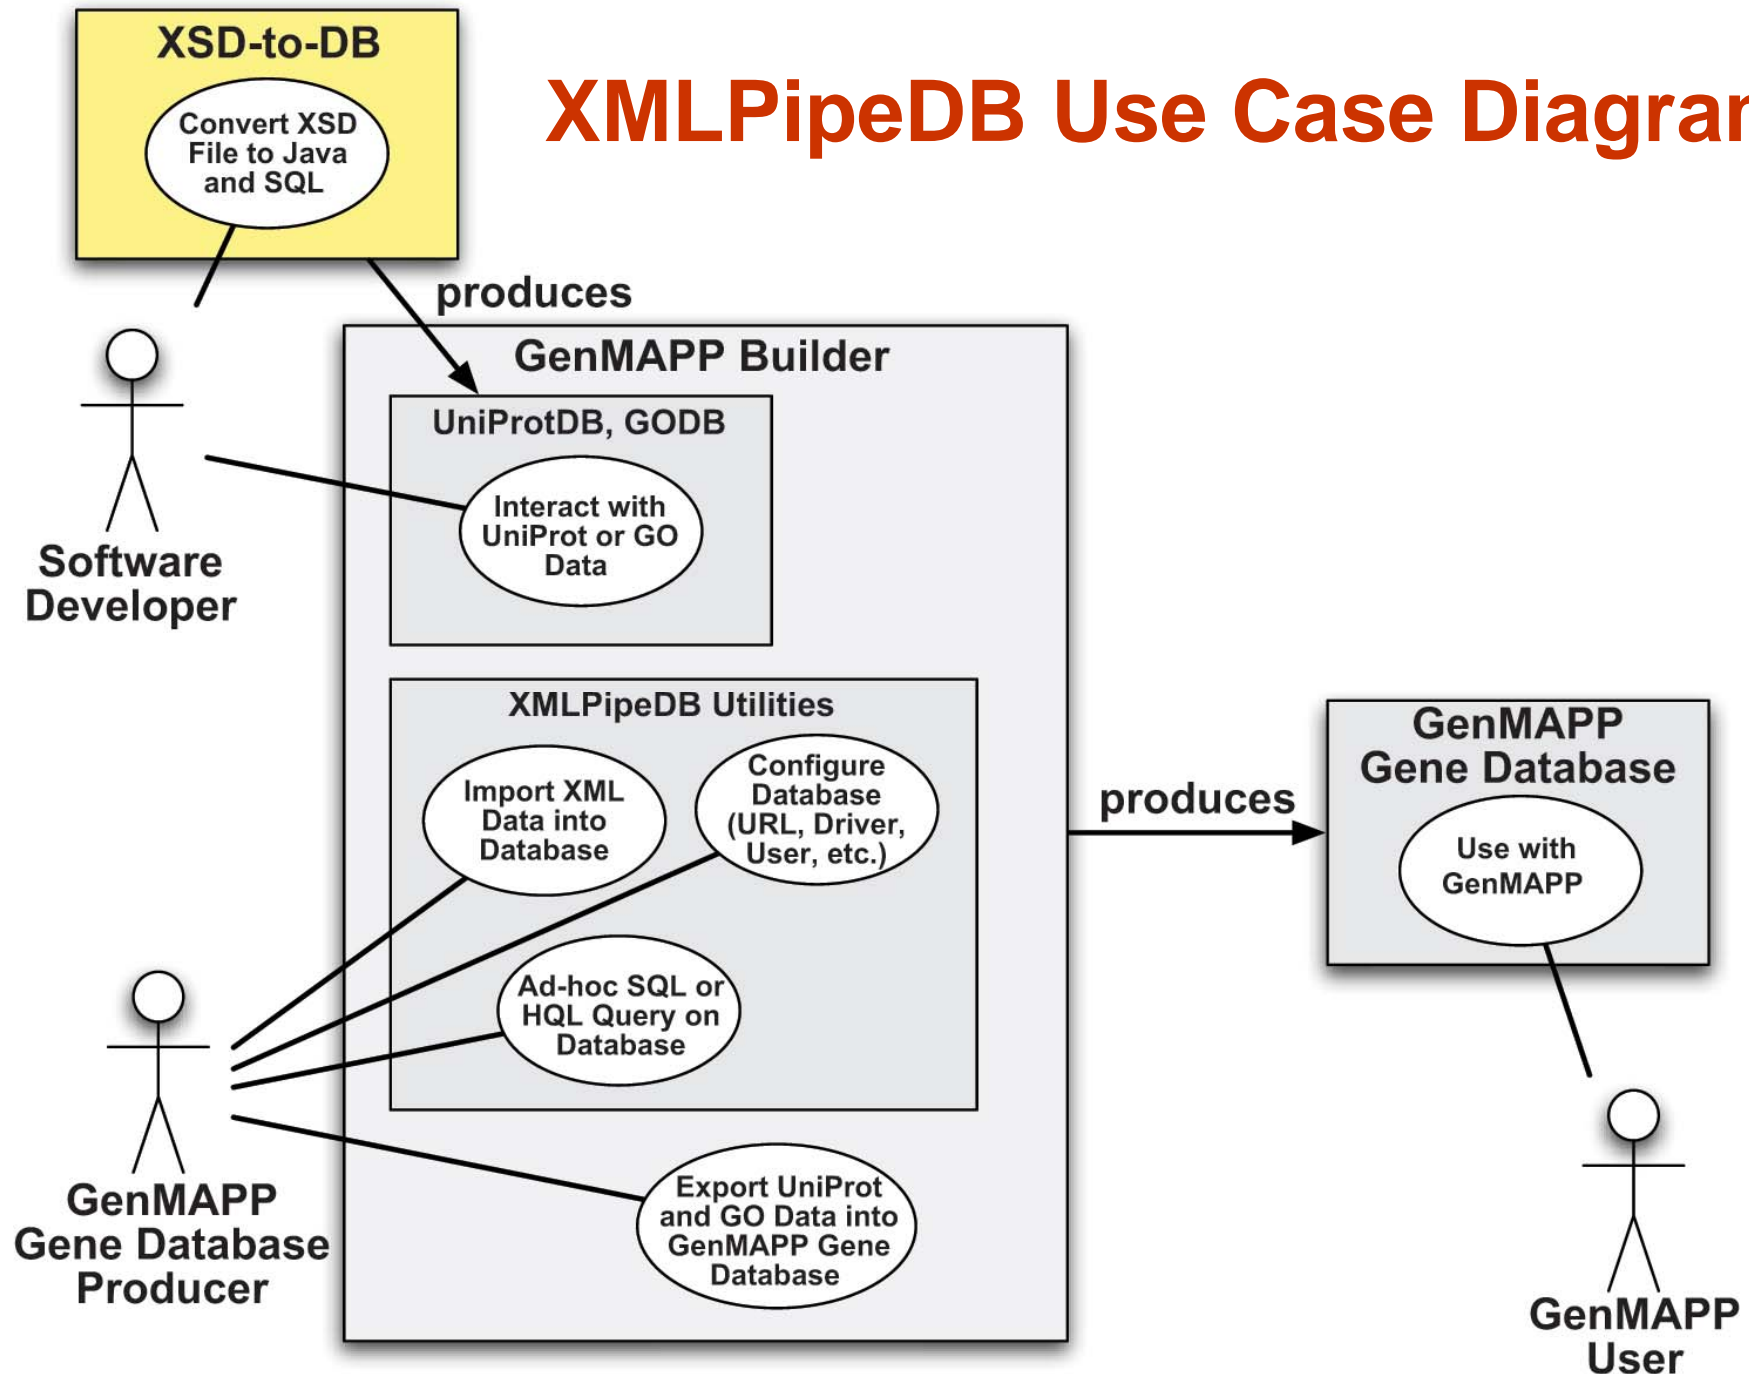 XSD-to-DB
Convert XSD
File to Java
and SQL
XMLPipeDB Use Case
produces
GenMAPP Builder
UniProtDB, GODB
Interact with
UniProt or GO
Data
Software
Developer
XMLPipeDB Utilities
Import XML
Data into
Database
Configure
Database
(URL, Driver,
User, etc.)
Ad-hoc SQL or
HQL Query on
Database
Export UniProt
and GO Data into
GenMAPP Gene
Database
GenMAPP
Gene Database
Producer
produces
GenMAPP
Gene Database
Use with
GenMAPP
GenMAPP
User